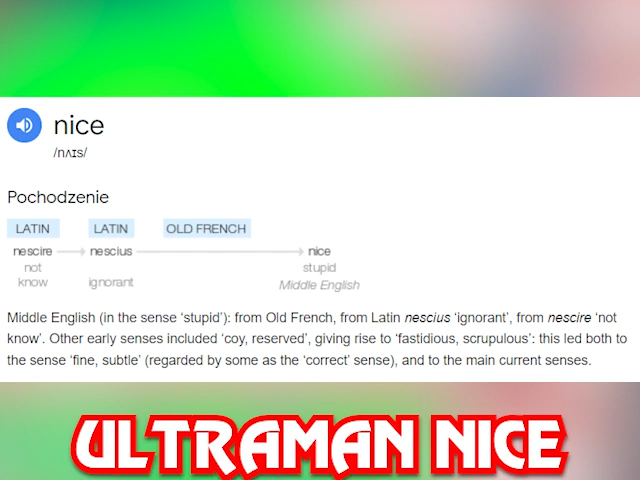 nice
/nʌɪs/
Pochodzenie
LATIN LATIN OLD FRENCH
nescire nescius nice
not stupid
know ignorant Middle English
Middle English (in the sense ‘stupid’): from Old French, from Latin nescius ‘ignorant’, from nescire ‘not
know’. Other early senses included ‘coy, reserved’, giving rise to ‘fastidious, scrupulous’: this led both to
the sense ‘fine, subtle’ (regarded by some as the ‘correct’ sense), and to the main current senses.
ULTRAMAN NICE